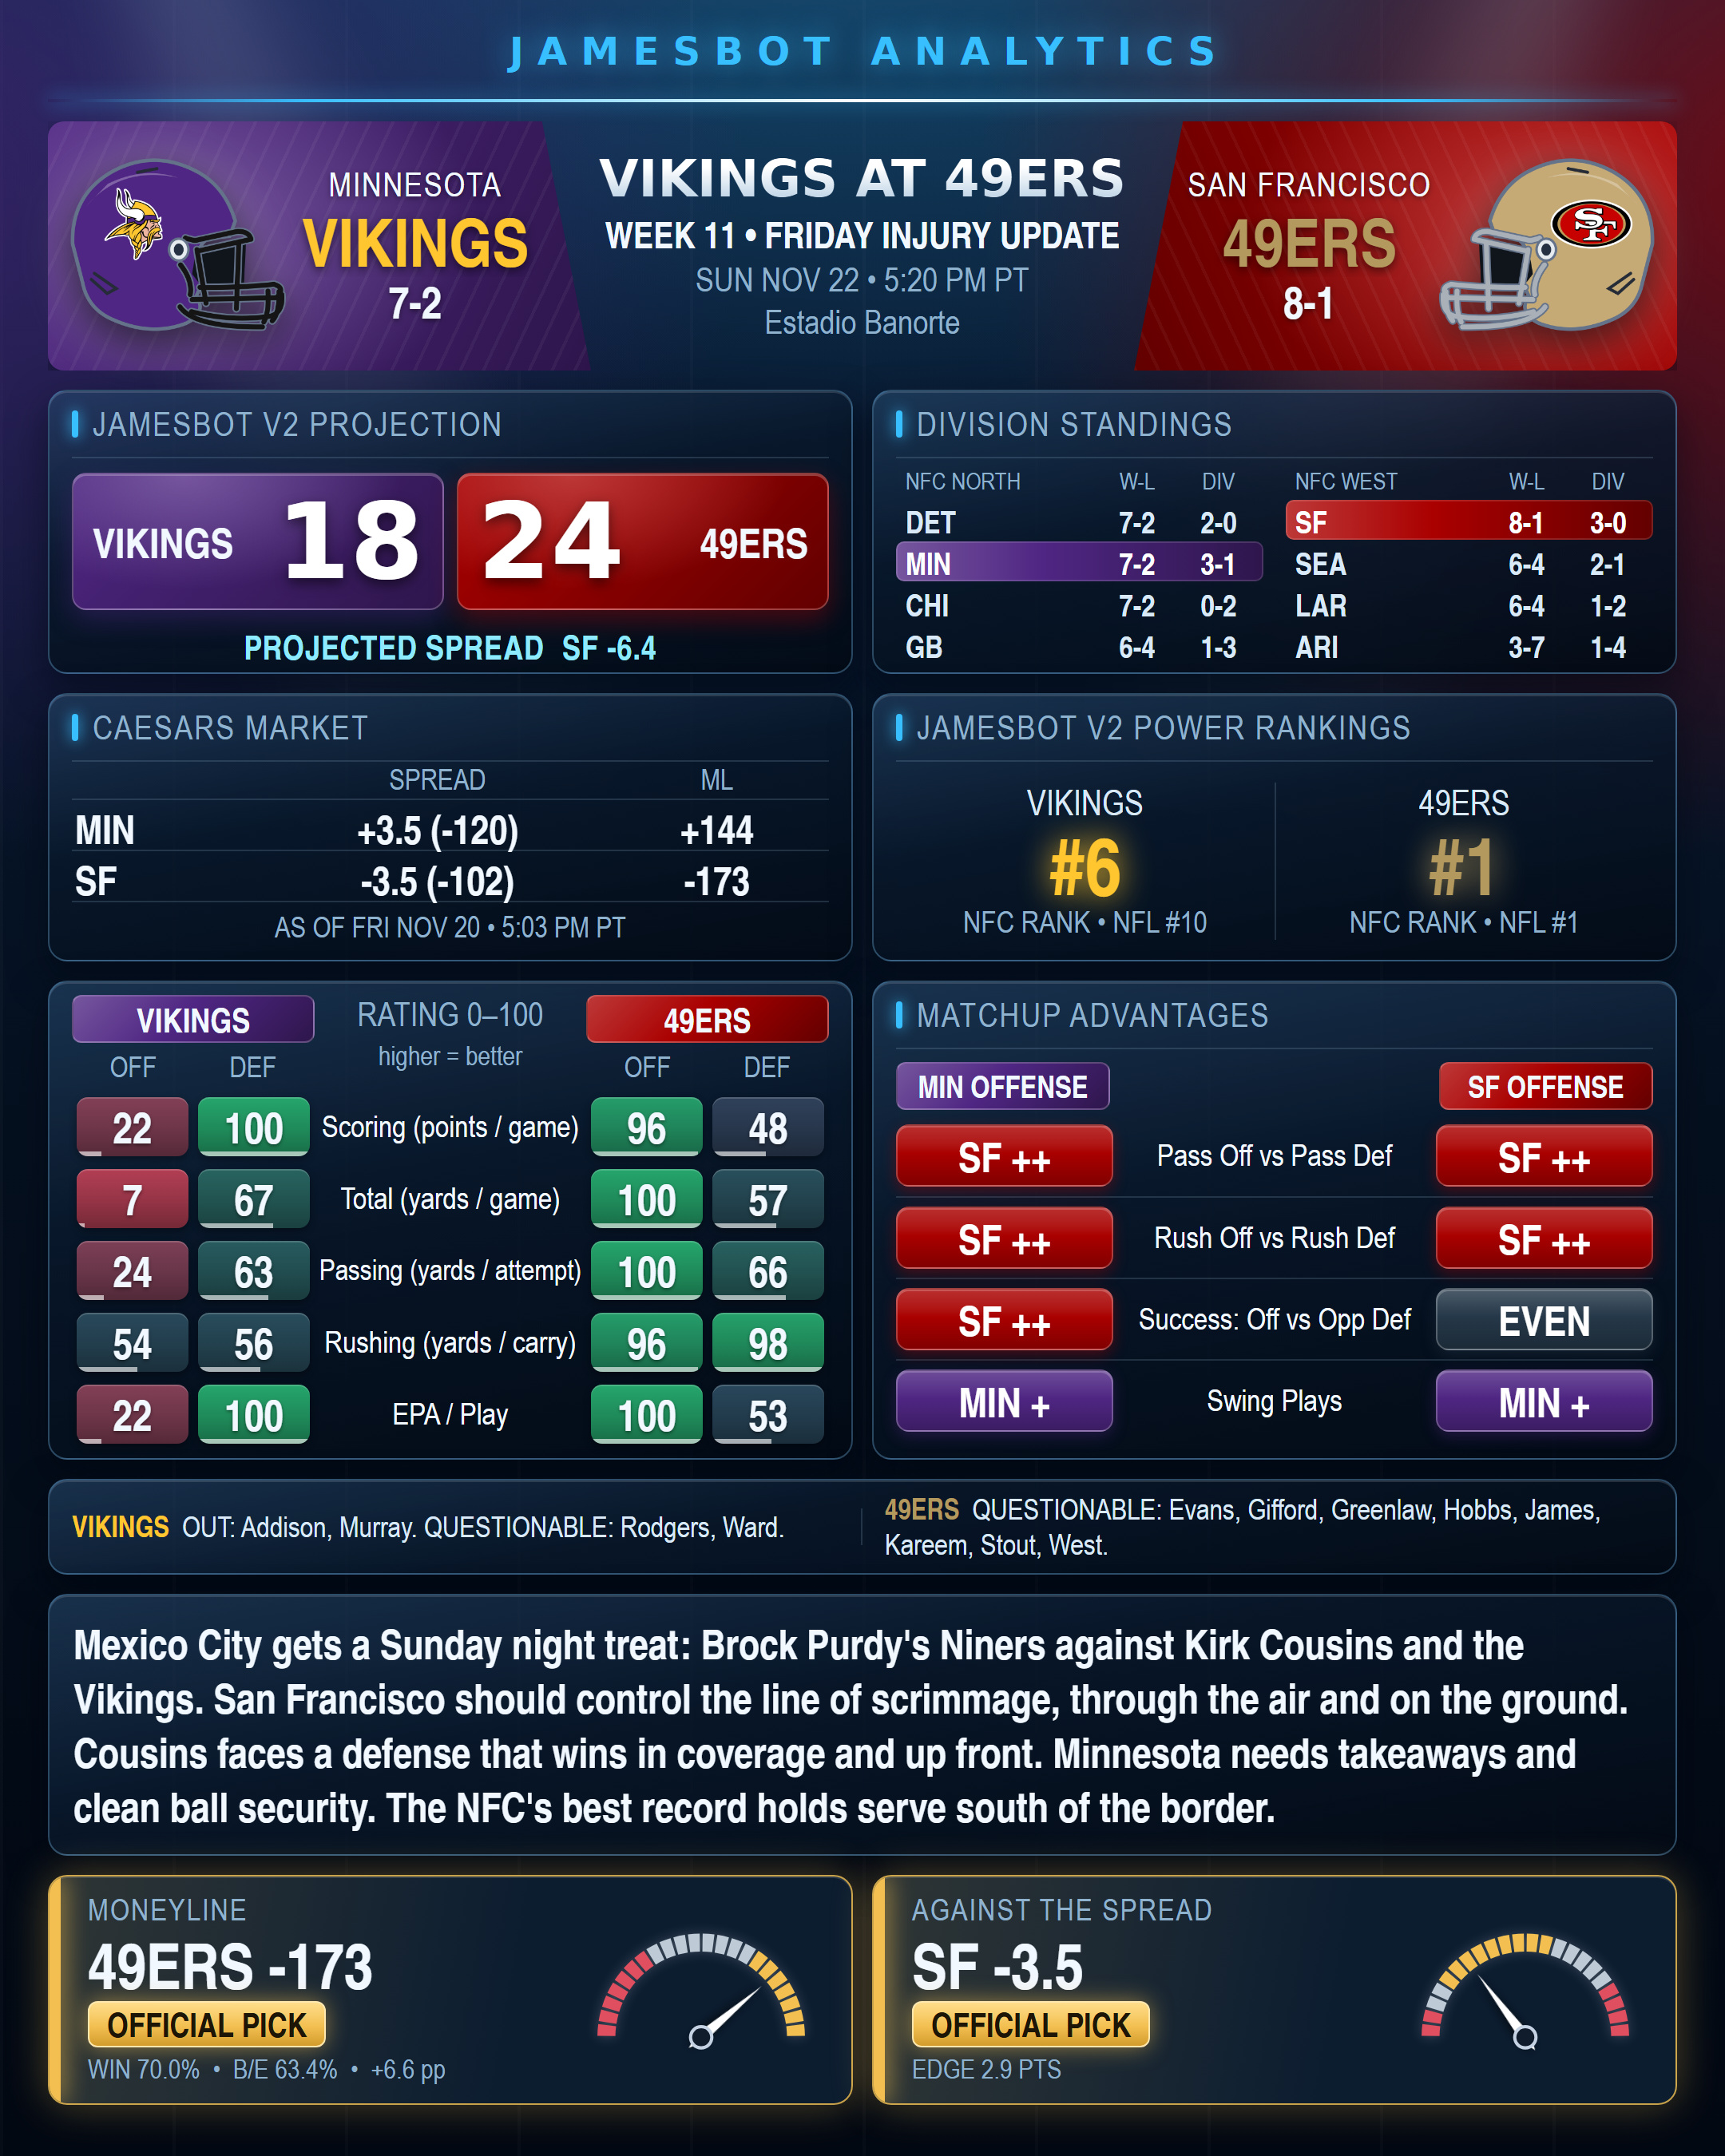 JAMESBOT ANALYTICS
MINNESOTA
VIKINGS
7-2
VIKINGS AT 49ERS
WEEK 11 • FRIDAY INJURY UPDATE
SUN NOV 22 • 5:20 PM PT
Estadio Banorte
SAN FRANCISCO
49ERS
8-1
SF
JAMESBOT V2 PROJECTION
VIKINGS 18 24 49ERS
PROJECTED SPREAD SF -6.4
DIVISION STANDINGS
NFC NORTH W-L DIV NFC WEST W-L DIV
DET 7-2 2-0 SF 8-1 3-0
MIN 7-2 3-1 SEA 6-4 2-1
CHI 7-2 0-2 LAR 6-4 1-2
GB 6-4 1-3 ARI 3-7 1-4
CAESARS MARKET
SPREAD ML
MIN +3.5 (-120) +144
SF -3.5 (-102) -173
AS OF FRI NOV 20 • 5:03 PM PT
JAMESBOT V2 POWER RANKINGS
VIKINGS 49ERS
#6 #1
NFC RANK • NFL #10 NFC RANK • NFL #1
VIKINGS RATING 0–100 49ERS
OFF DEF higher = better OFF DEF
22 100 Scoring (points / game) 96 48
7 67 Total (yards / game) 100 57
24 63 Passing (yards / attempt) 100 66
54 56 Rushing (yards / carry) 96 98
22 100 EPA / Play 100 53
MATCHUP ADVANTAGES
MIN OFFENSE SF OFFENSE
SF ++ Pass Off vs Pass Def SF ++
SF ++ Rush Off vs Rush Def SF ++
SF ++ Success: Off vs Opp Def EVEN
MIN + Swing Plays MIN +
VIKINGS OUT: Addison, Murray. QUESTIONABLE: Rodgers, Ward.
49ERS QUESTIONABLE: Evans, Gifford, Greenlaw, Hobbs, James,
Kareem, Stout, West.
Mexico City gets a Sunday night treat: Brock Purdy's Niners against Kirk Cousins and the
Vikings. San Francisco should control the line of scrimmage, through the air and on the ground.
Cousins faces a defense that wins in coverage and up front. Minnesota needs takeaways and
clean ball security. The NFC's best record holds serve south of the border.
MONEYLINE
49ERS -173
OFFICIAL PICK
WIN 70.0% • B/E 63.4% • +6.6 pp
AGAINST THE SPREAD
SF -3.5
OFFICIAL PICK
EDGE 2.9 PTS